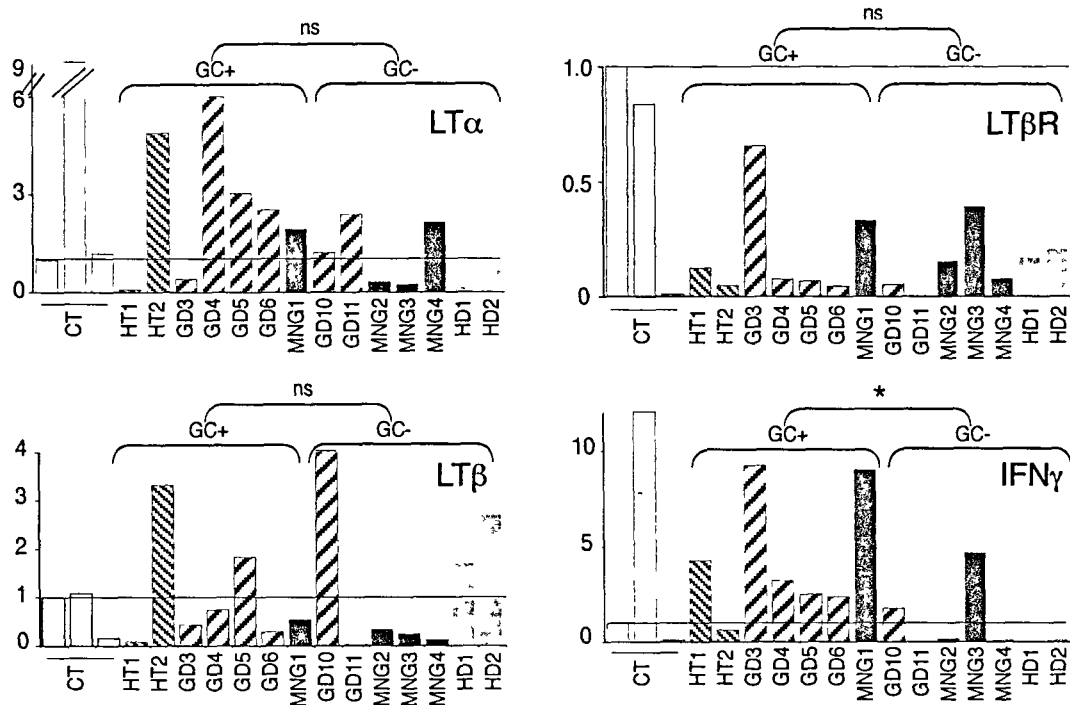 ns
GC+ GC-
LTα
9
6
3
0
CT HT1 HT2 GD3 GD4 GD5 GD6 MNG1 GD10 GD11 MNG2 MNG3 MNG4 HD1 HD2
ns
GC+ GC-
LTβR
1.0
0.5
0
CT HT1 HT2 GD3 GD4 GD5 GD6 MNG1 GD10 GD11 MNG2 MNG3 MNG4 HD1 HD2
ns
GC+ GC-
LTβ
4
3
2
1
0
CT HT1 HT2 GD3 GD4 GD5 GD6 MNG1 GD10 GD11 MNG2 MNG3 MNG4 HD1 HD2
*
GC+ GC-
IFNγ
10
5
0
CT HT1 HT2 GD3 GD4 GD5 GD6 MNG1 GD10 GD11 MNG2 MNG3 MNG4 HD1 HD2